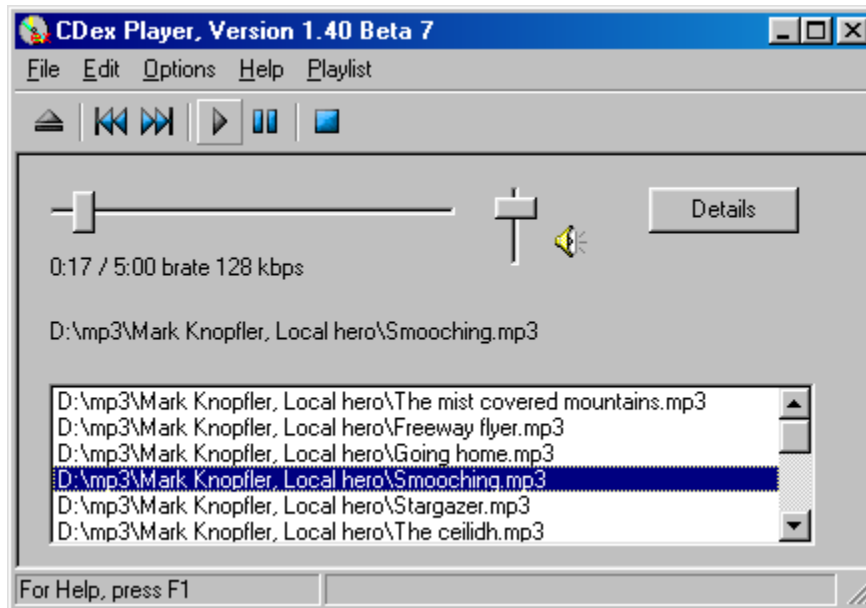 CDex Player, Version 1.40 Beta 7
File Edit Options Help Playlist
Details
0:17 / 5:00 brate 128 kbps
D:\mp3\Mark Knopfler, Local hero\Smooching.mp3
D:\mp3\Mark Knopfler, Local hero\The mist covered mountains.mp3
D:\mp3\Mark Knopfler, Local hero\Freeway flyer.mp3
D:\mp3\Mark Knopfler, Local hero\Going home.mp3
D:\mp3\Mark Knopfler, Local hero\Smooching.mp3
D:\mp3\Mark Knopfler, Local hero\Stargazer.mp3
D:\mp3\Mark Knopfler, Local hero\The ceilidh.mp3
For Help, press F1